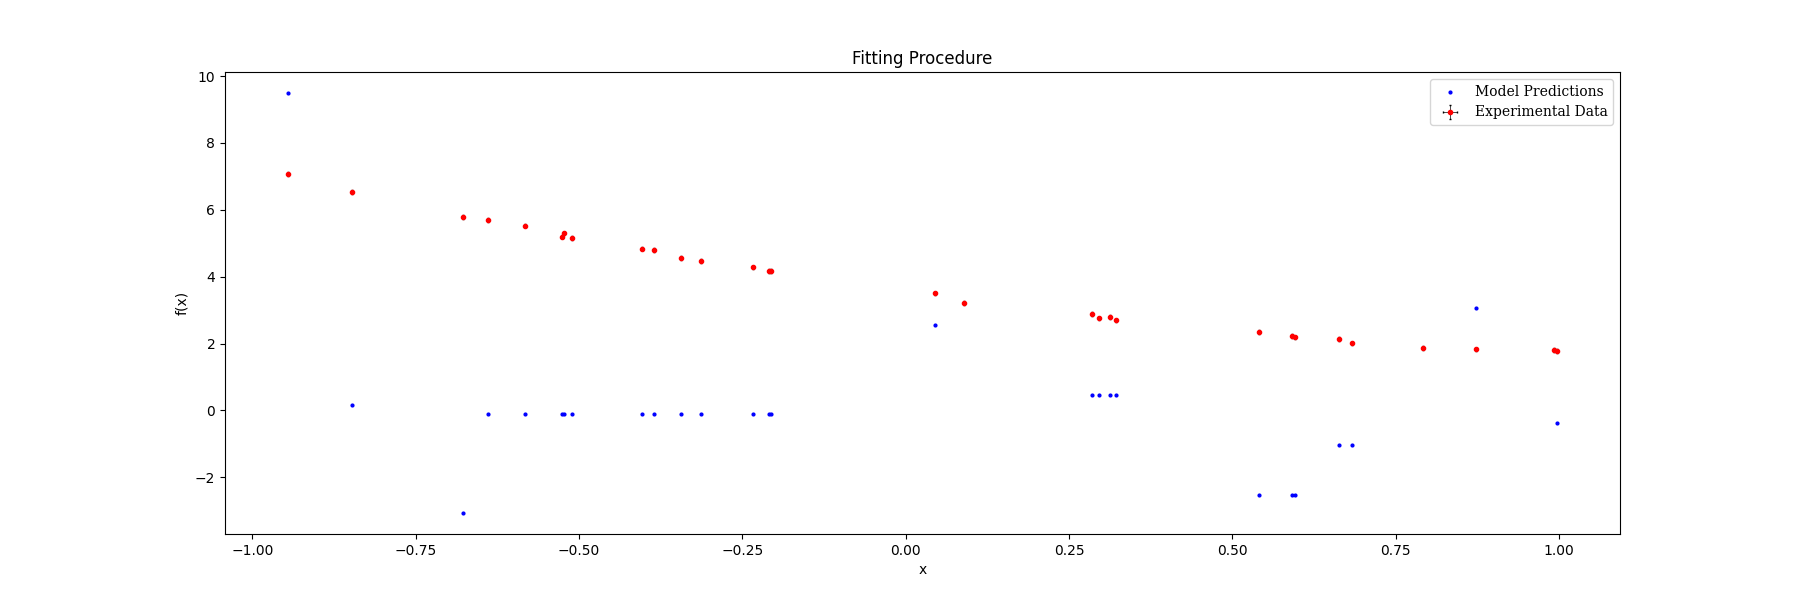 Fitting Procedure
10
8
6
4
2
0
−2
f(x)
Model Predictions
Experimental Data
−1.00 −0.75 −0.50 −0.25 0.00 0.25 0.50 0.75 1.00
x